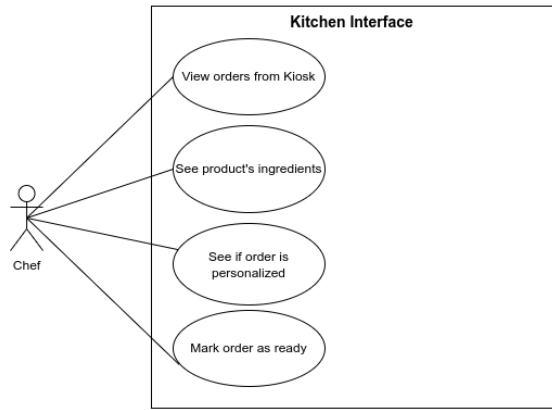 Kitchen Interface
View orders from Kiosk
See product's ingredients
See if order is
personalized
Mark order as ready
Chef